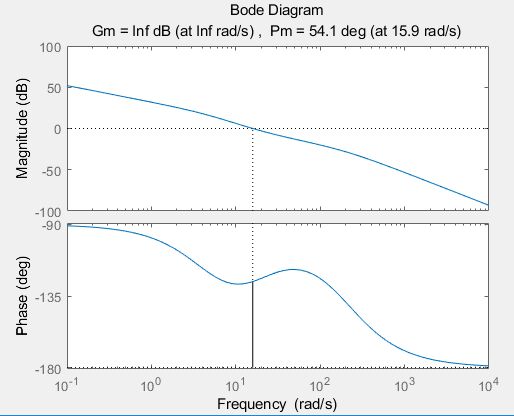 Bode Diagram
Gm = Inf dB (at Inf rad/s) , Pm = 54.1 deg (at 15.9 rad/s)
100
50
0
-50
-100
Magnitude (dB)
-90
-135
-180
Phase (deg)
10^-1 10^0 10^1 10^2 10^3 10^4
Frequency (rad/s)